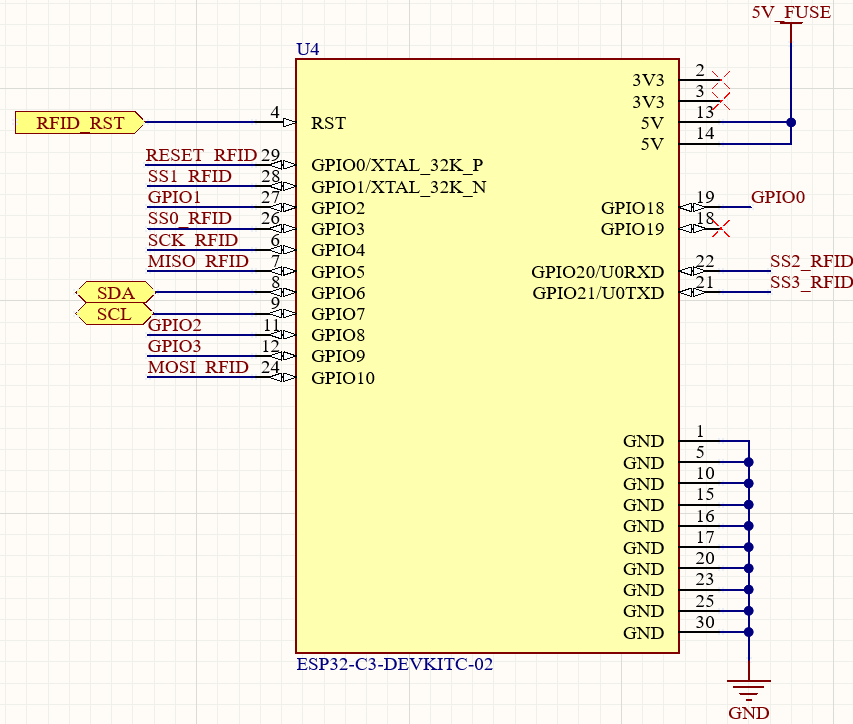 5V_FUSE
U4
RFID_RST 4 RST
RESET_RFID 29 GPIO0/XTAL_32K_P
SS1_RFID 28 GPIO1/XTAL_32K_N
GPIO1 27 GPIO2
SS0_RFID 26 GPIO3
SCK_RFID 6 GPIO4
MISO_RFID 7 GPIO5
SDA 8 GPIO6
SCL 9 GPIO7
GPIO2 11 GPIO8
GPIO3 12 GPIO9
MOSI_RFID 24 GPIO10
3V3 2
3V3 3
5V 13
5V 14
GPIO18 19 GPIO0
GPIO19 18
GPIO20/U0RXD 22 SS2_RFID
GPIO21/U0TXD 21 SS3_RFID
GND 1
GND 5
GND 10
GND 15
GND 16
GND 17
GND 20
GND 23
GND 25
GND 30
ESP32-C3-DEVKITC-02
GND